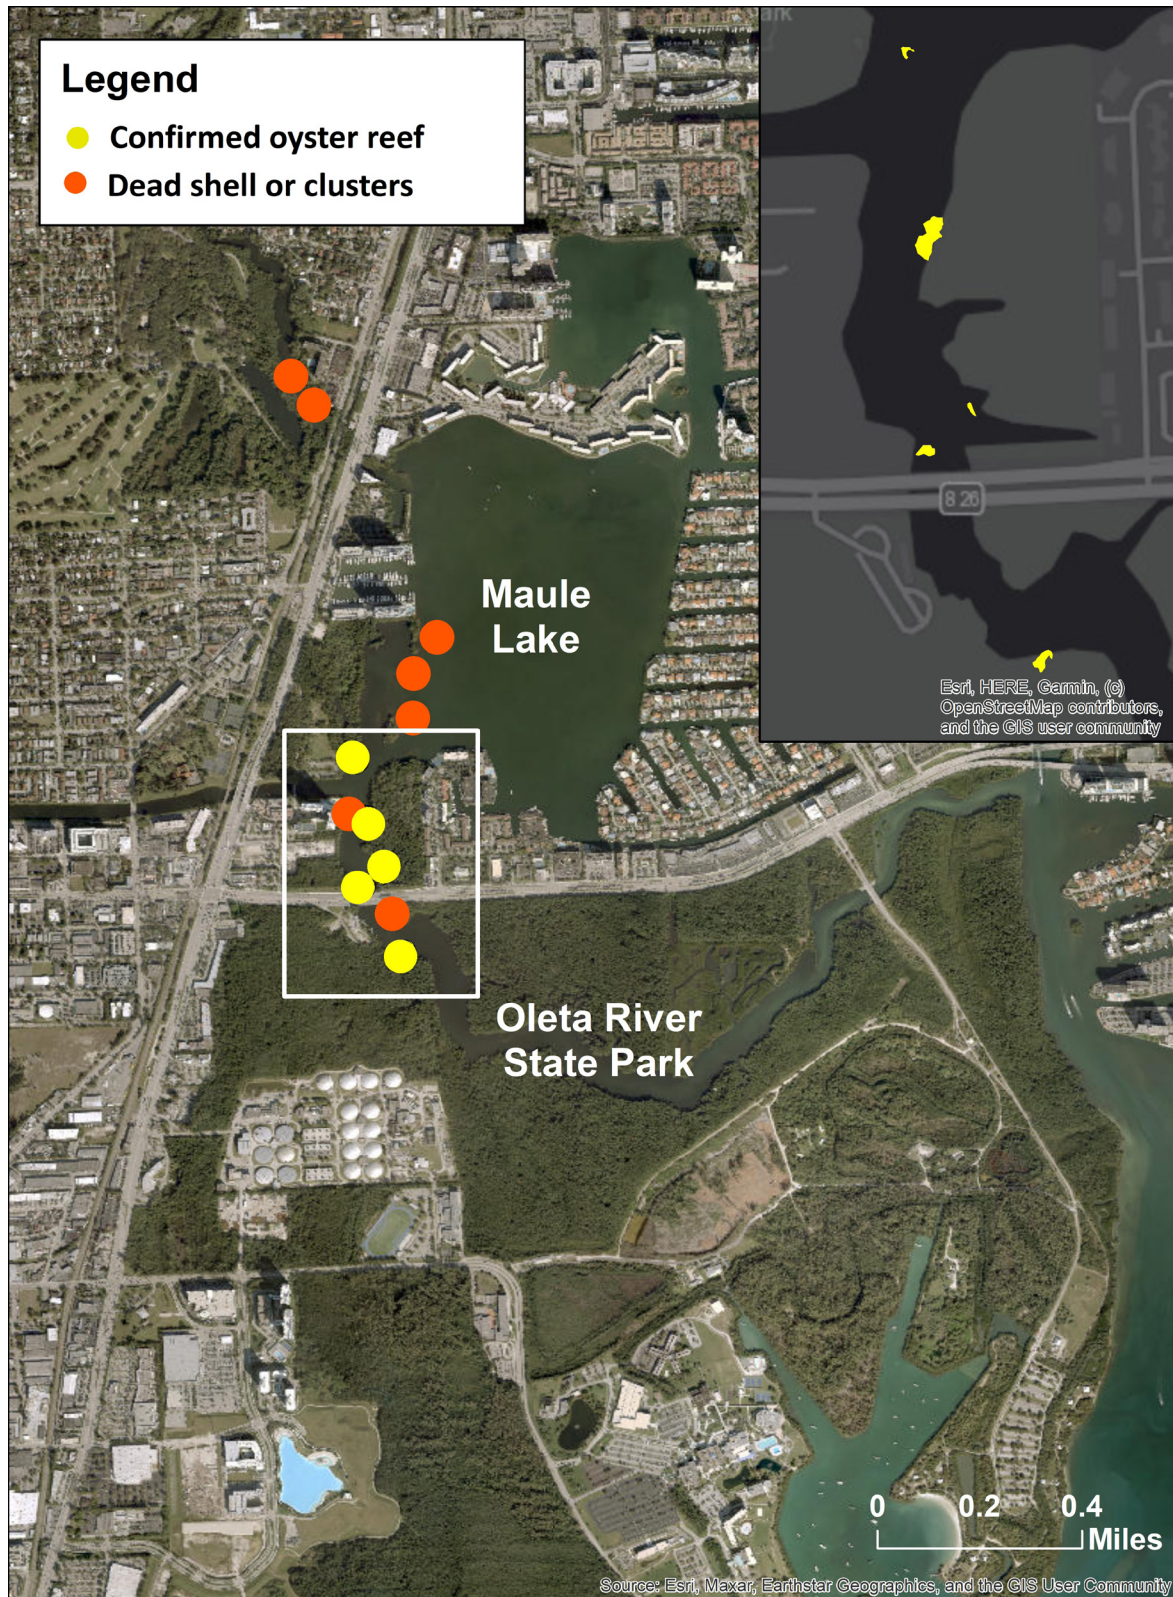 Legend
Confirmed oyster reef
Dead shell or clusters
8 26
Esri, HERE, Garmin, (c)
OpenStreetMap contributors,
and the GIS user community
Maule
Lake
Oleta River
State Park
0 0.2 0.4
Miles
Source: Esri, Maxar, Earthstar Geographics, and the GIS User Community